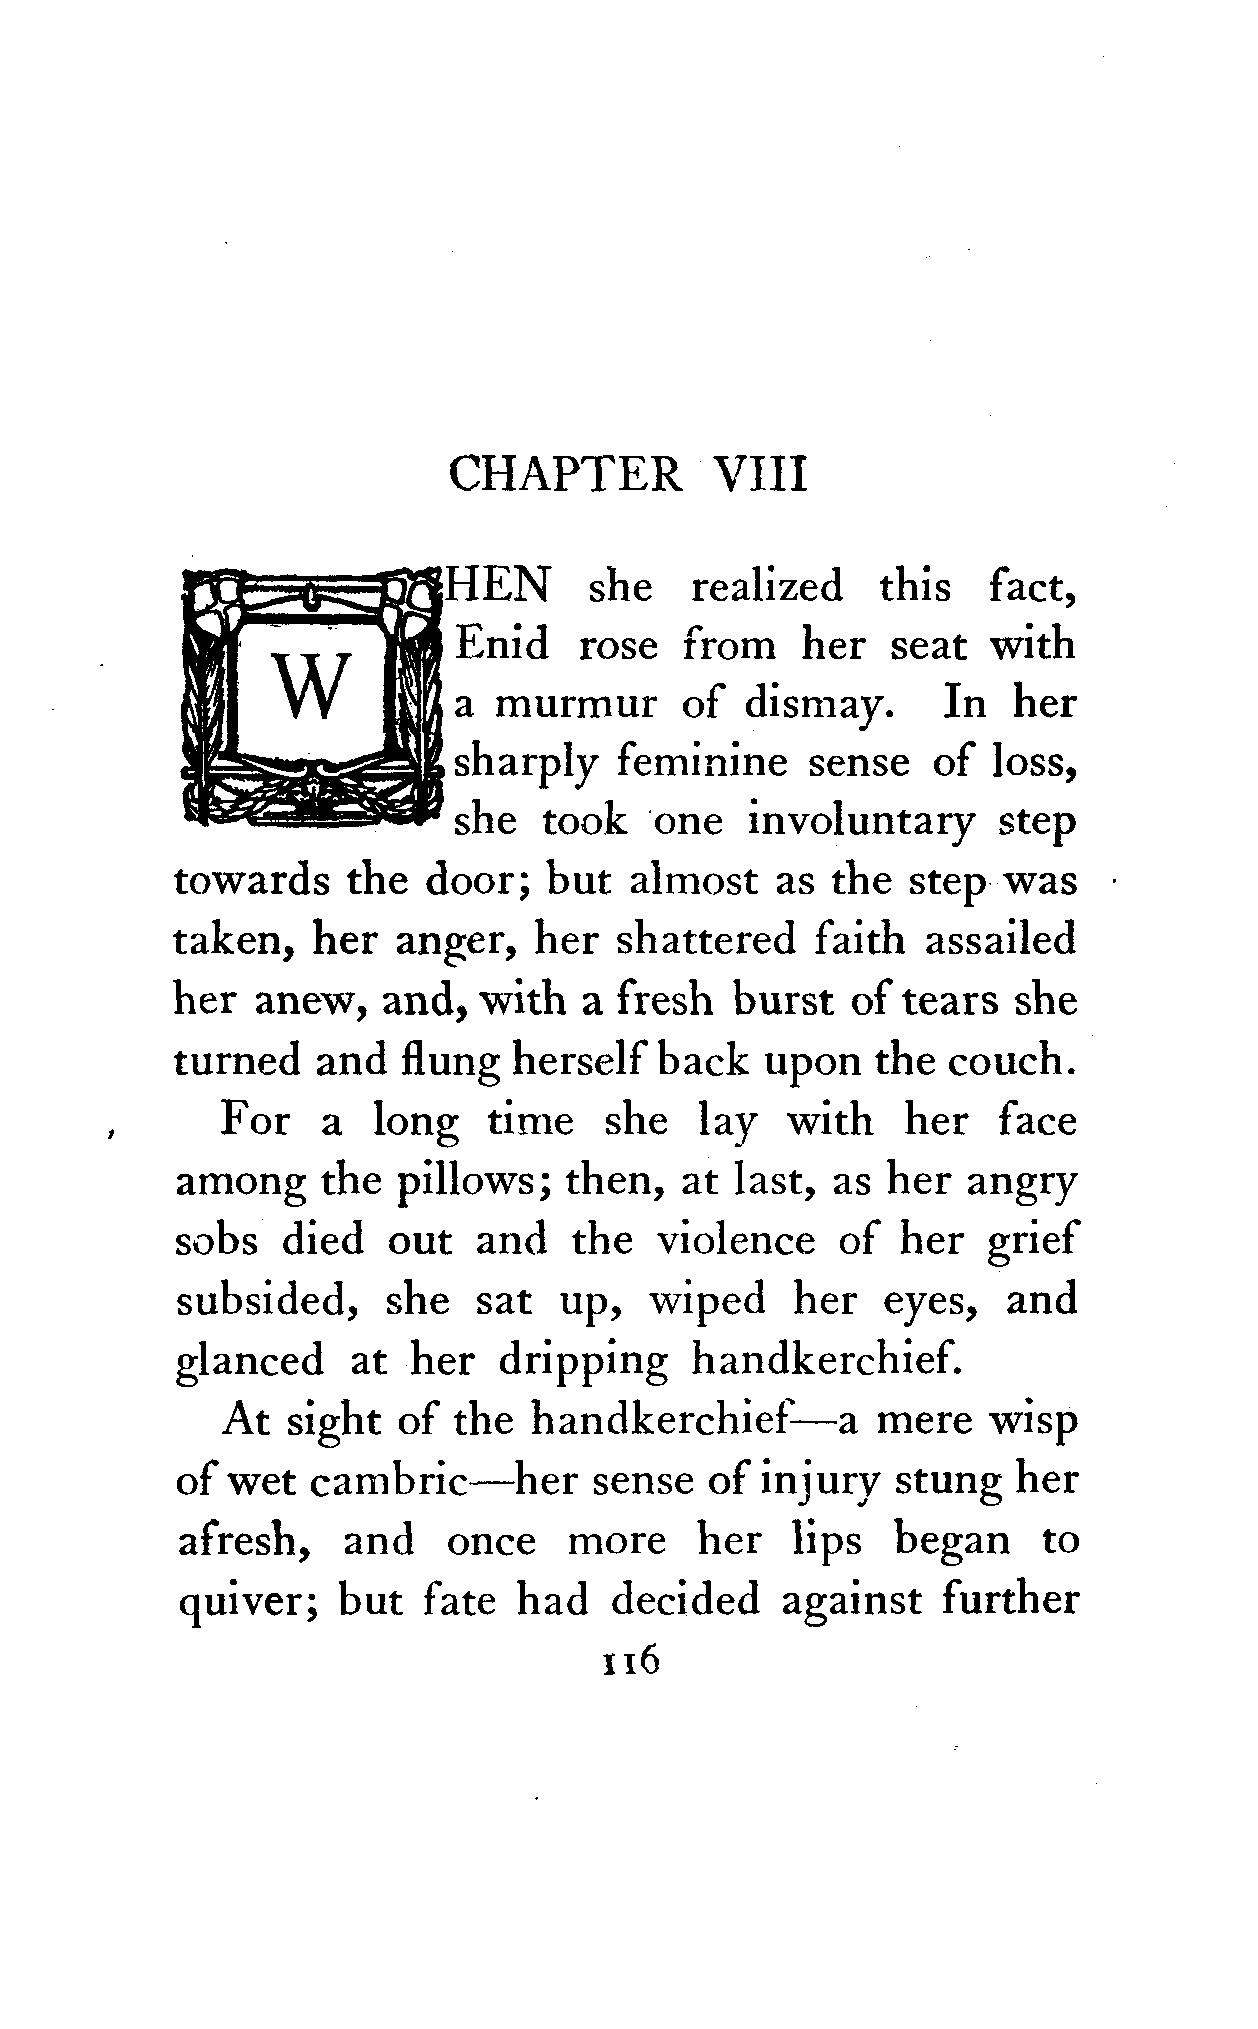 CHAPTER VIII
WHEN she realized this fact,
Enid rose from her seat with
a murmur of dismay. In her
sharply feminine sense of loss,
she took one involuntary step
towards the door; but almost as the step was
taken, her anger, her shattered faith assailed
her anew, and, with a fresh burst of tears she
turned and flung herself back upon the couch.
For a long time she lay with her face
among the pillows; then, at last, as her angry
sobs died out and the violence of her grief
subsided, she sat up, wiped her eyes, and
glanced at her dripping handkerchief.
At sight of the handkerchief—a mere wisp
of wet cambric—her sense of injury stung her
afresh, and once more her lips began to
quiver; but fate had decided against further
116